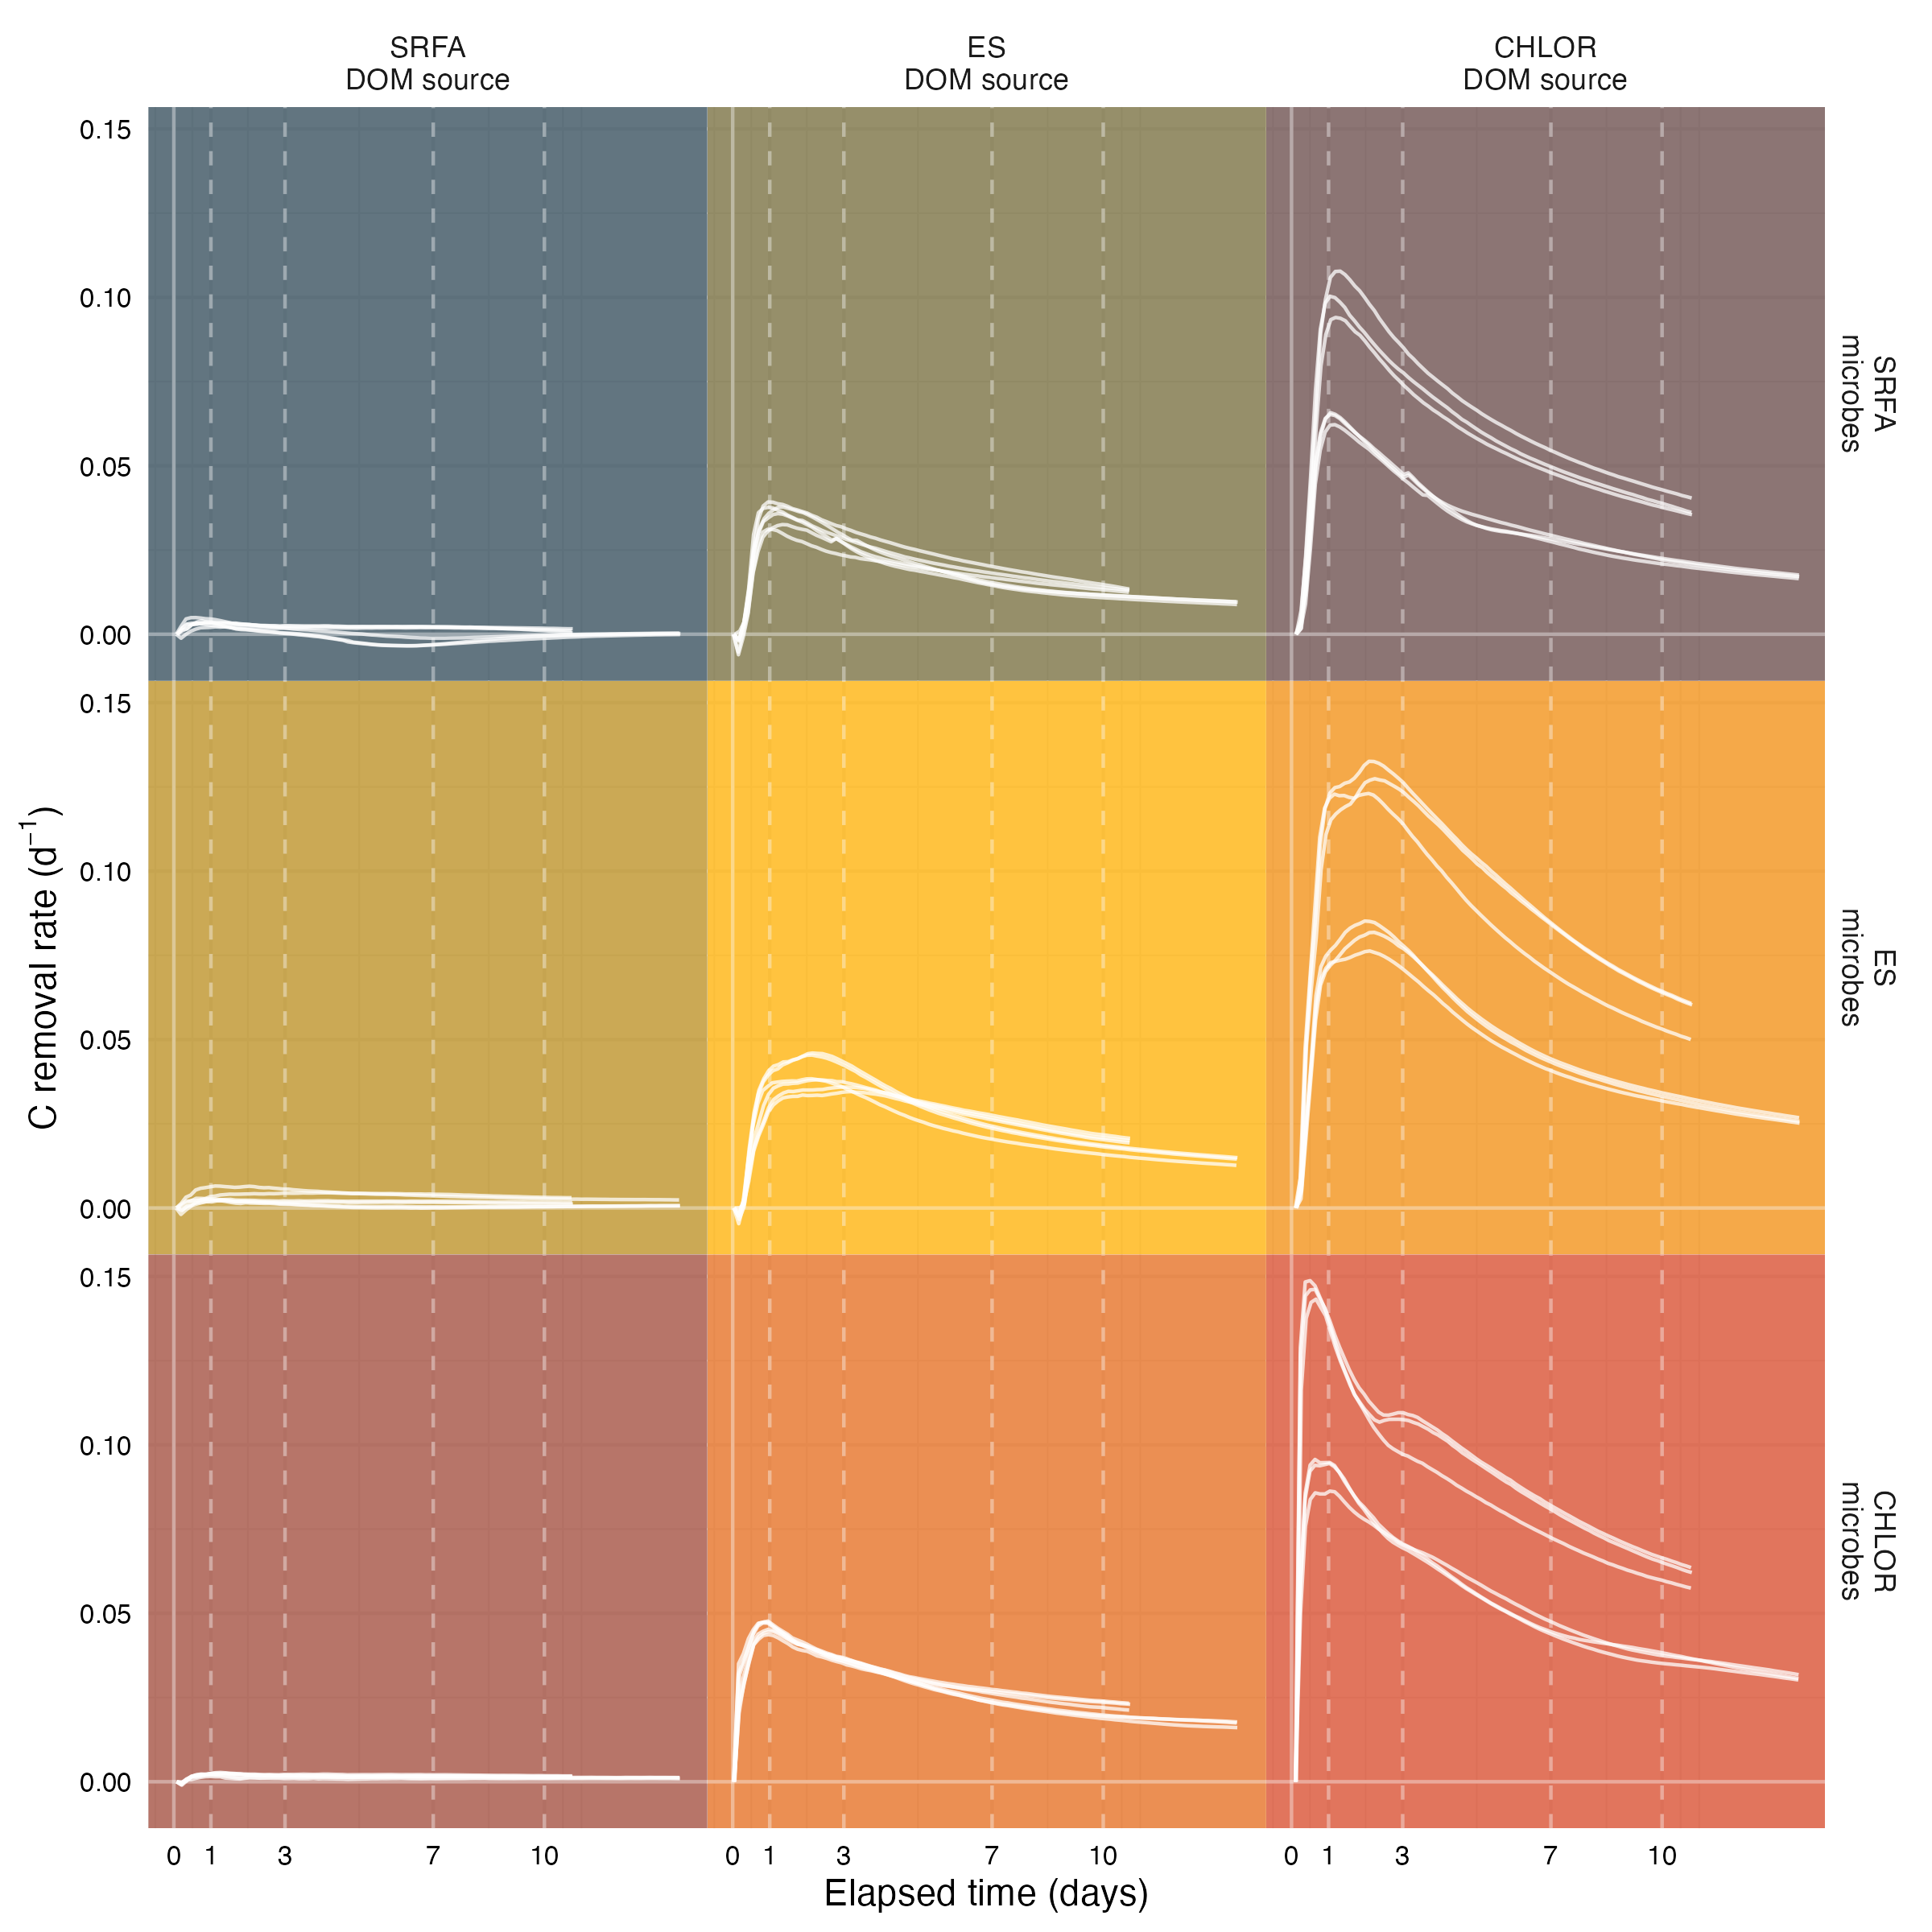 SRFA
DOM source
ES
DOM source
CHLOR
DOM source
0.15
0.10
0.05
0.00
SRFA
microbes
0.15
0.10
0.05
0.00
ES
microbes
0.15
0.10
0.05
0.00
CHLOR
microbes
C removal rate (d⁻¹)
0 1 3 7 10
0 1 3 7 10
0 1 3 7 10
Elapsed time (days)